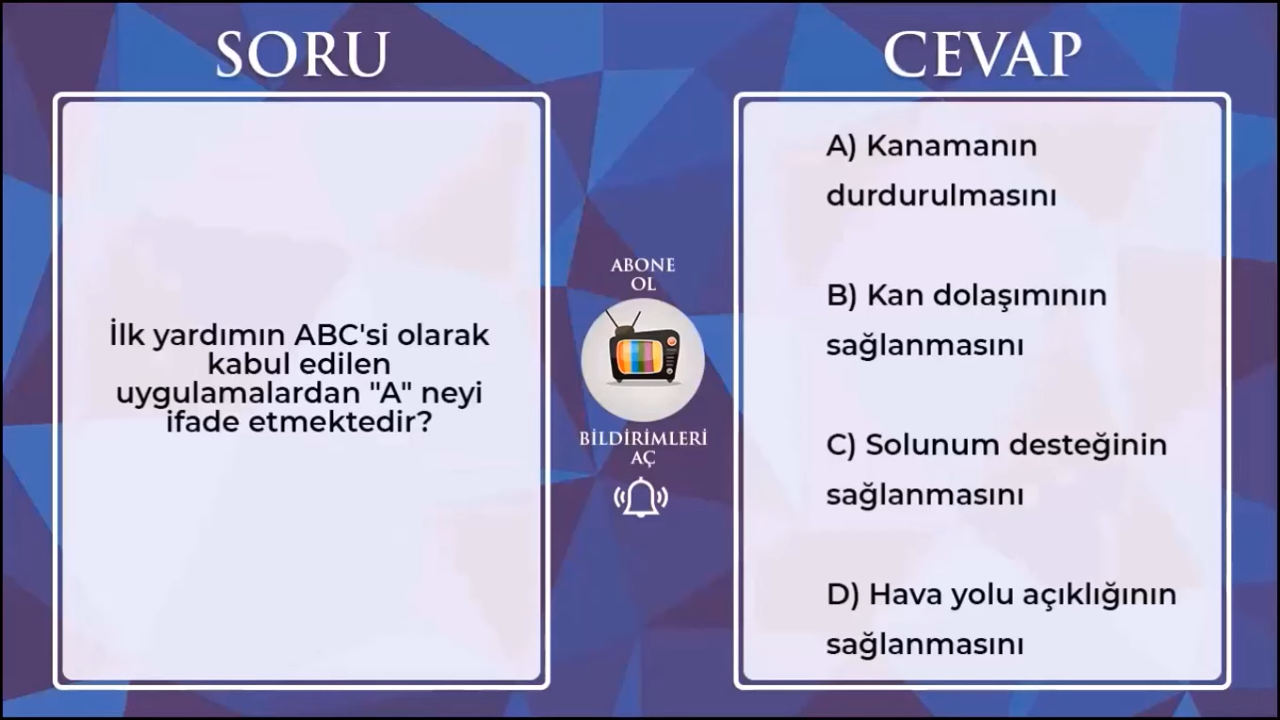 SORU
İlk yardımın ABC'si olarak
kabul edilen
uygulamalardan "A" neyi
ifade etmektedir?
ABONE
OL
BİLDİRİMLERİ
AÇ
CEVAP
A) Kanamanın
durdurulmasını
B) Kan dolaşımının
sağlanmasını
C) Solunum desteğinin
sağlanmasını
D) Hava yolu açıklığının
sağlanmasını